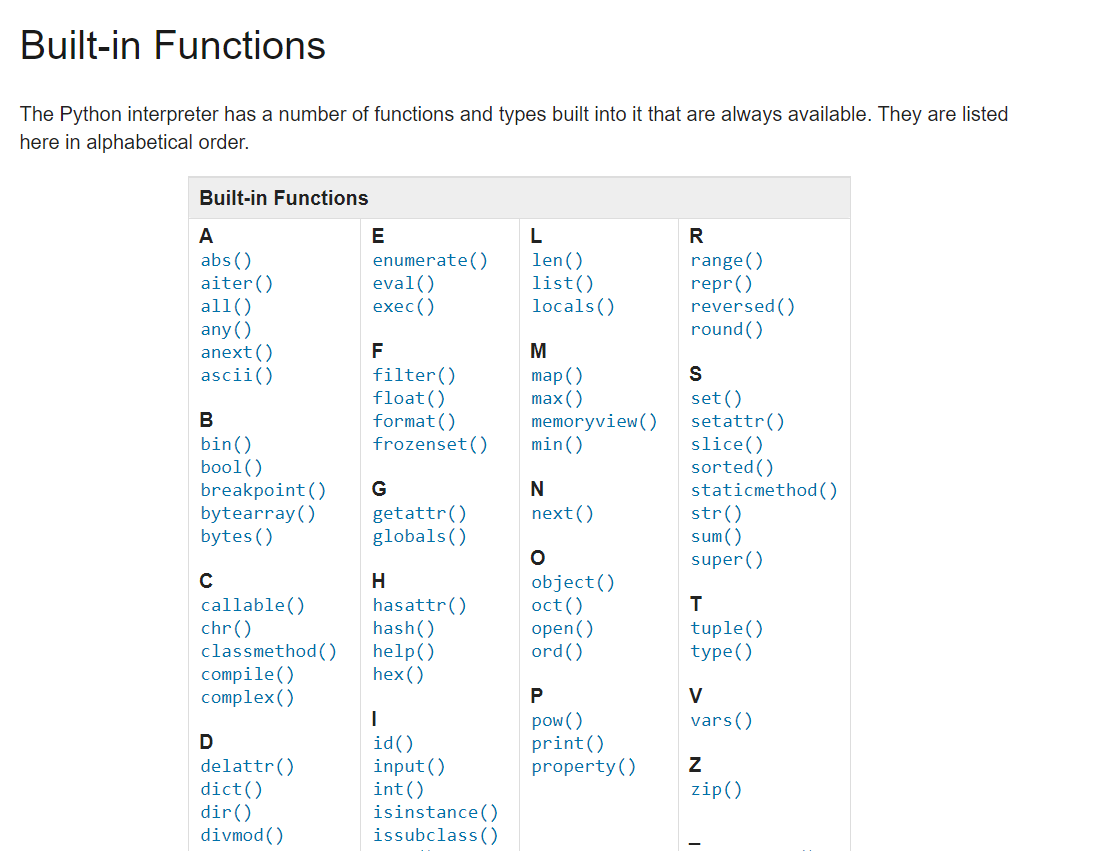 Built-in Functions
The Python interpreter has a number of functions and types built into it that are always available. They are listed
here in alphabetical order.
Built-in Functions
A
abs()
aiter()
all()
any()
anext()
ascii()
B
bin()
bool()
breakpoint()
bytearray()
bytes()
C
callable()
chr()
classmethod()
compile()
complex()
D
delattr()
dict()
dir()
divmod()
E
enumerate()
eval()
exec()
F
filter()
float()
format()
frozenset()
G
getattr()
globals()
H
hasattr()
hash()
help()
hex()
I
id()
input()
int()
isinstance()
issubclass()
L
len()
list()
locals()
M
map()
max()
memoryview()
min()
N
next()
O
object()
oct()
open()
ord()
P
pow()
print()
property()
R
range()
repr()
reversed()
round()
S
set()
setattr()
slice()
sorted()
staticmethod()
str()
sum()
super()
T
tuple()
type()
V
vars()
Z
zip()
_